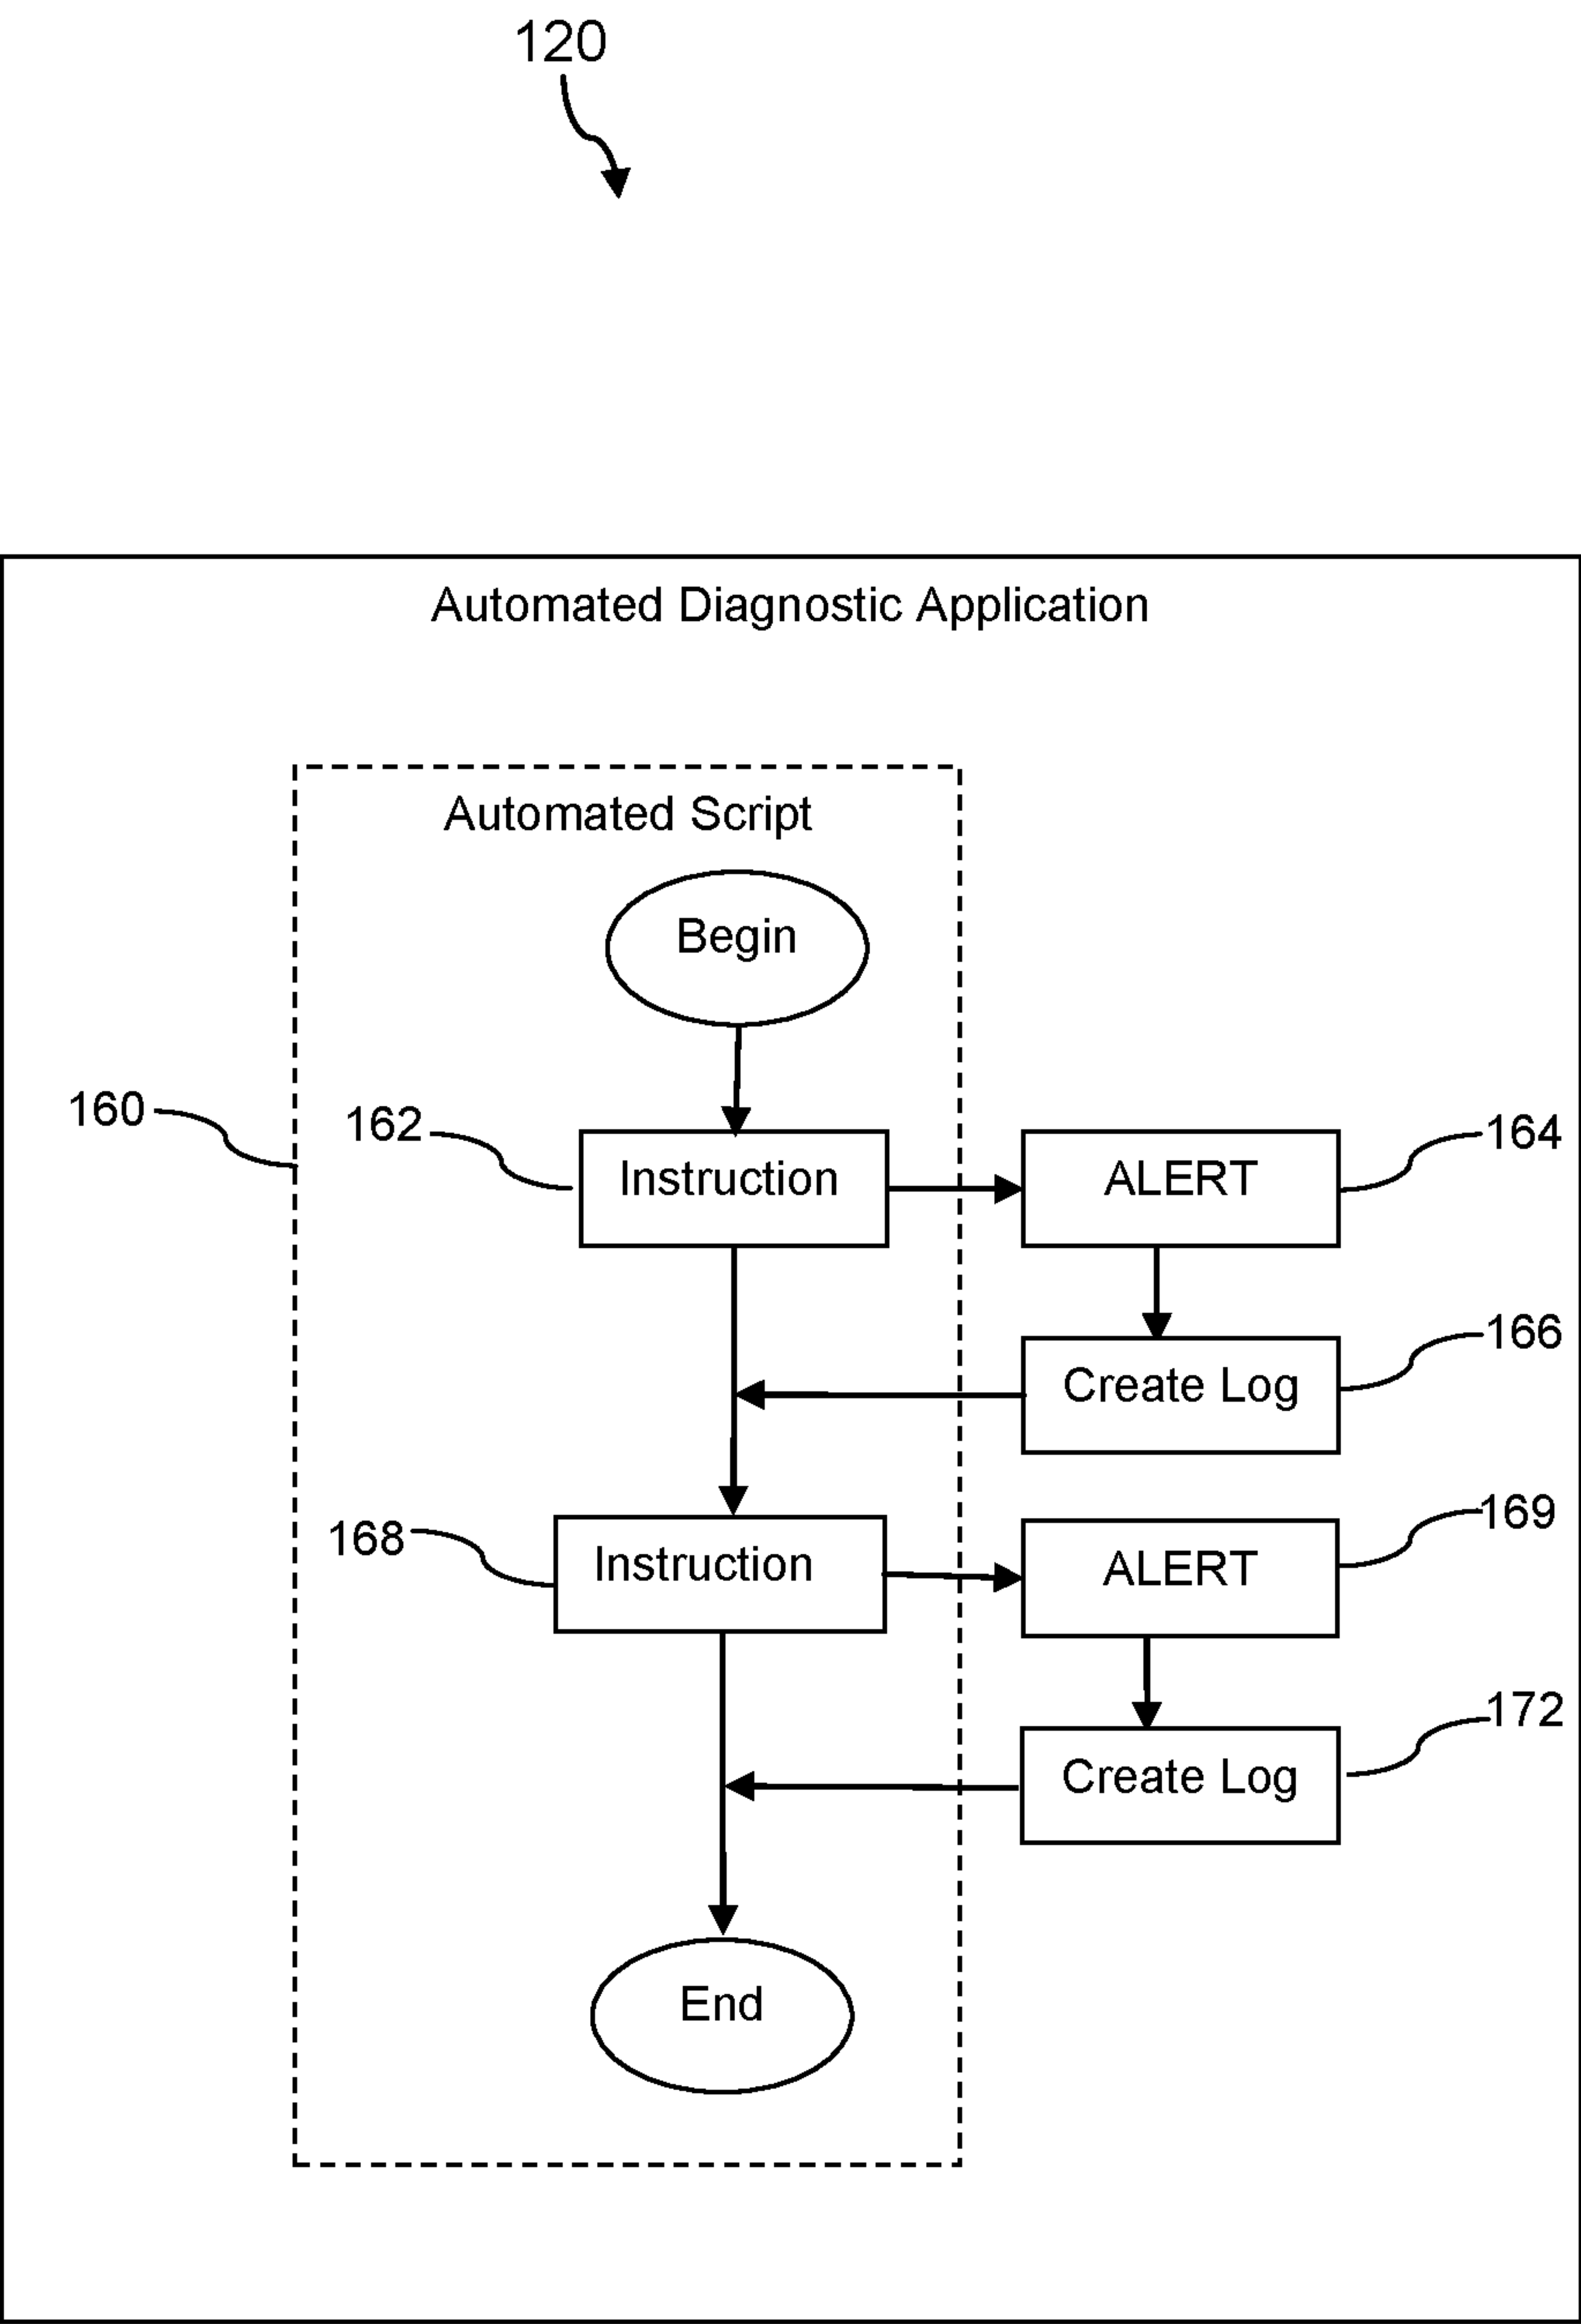 120
Automated Diagnostic Application
Automated Script
Begin
160
162
Instruction
ALERT
164
Create Log
166
168
Instruction
ALERT
169
Create Log
172
End